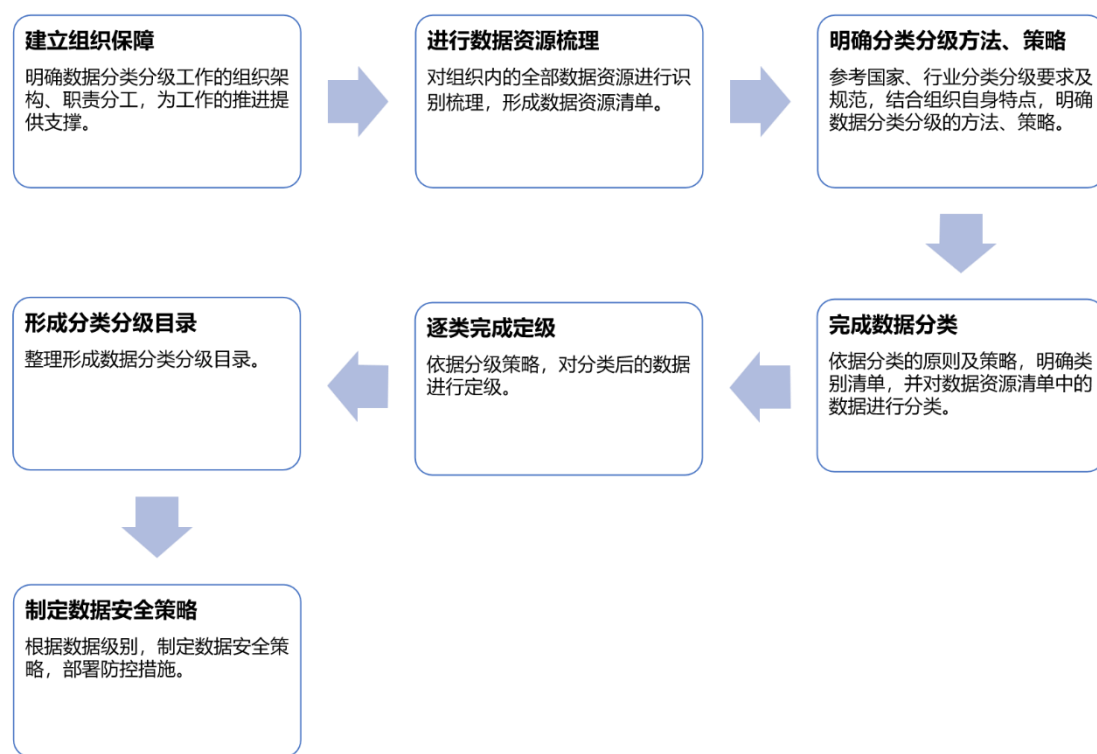 建立组织保障
明确数据分类分级工作的组织架
构、职责分工，为工作的推进提
供支撑。
进行数据资源梳理
对组织内的全部数据资源进行识
别梳理，形成数据资源清单。
明确分类分级方法、策略
参考国家、行业分类分级要求及
规范，结合组织自身特点，明确
数据分类分级的方法、策略。
完成数据分类
依据分类的原则及策略，明确类
别清单，并对数据资源清单中的
数据进行分类。
逐类完成定级
依据分级策略，对分类后的数据
进行定级。
形成分类分级目录
整理形成数据分类分级目录。
制定数据安全策略
根据数据级别，制定数据安全策
略，部署防控措施。